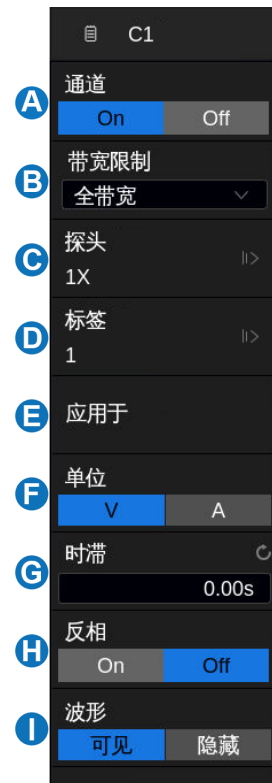 C1
A
通道
On Off
B
带宽限制
全带宽
C
探头
1X
D
标签
1
E
应用于
F
单位
V A
G
时滞
0.00s
H
反相
On Off
I
波形
可见 隐藏